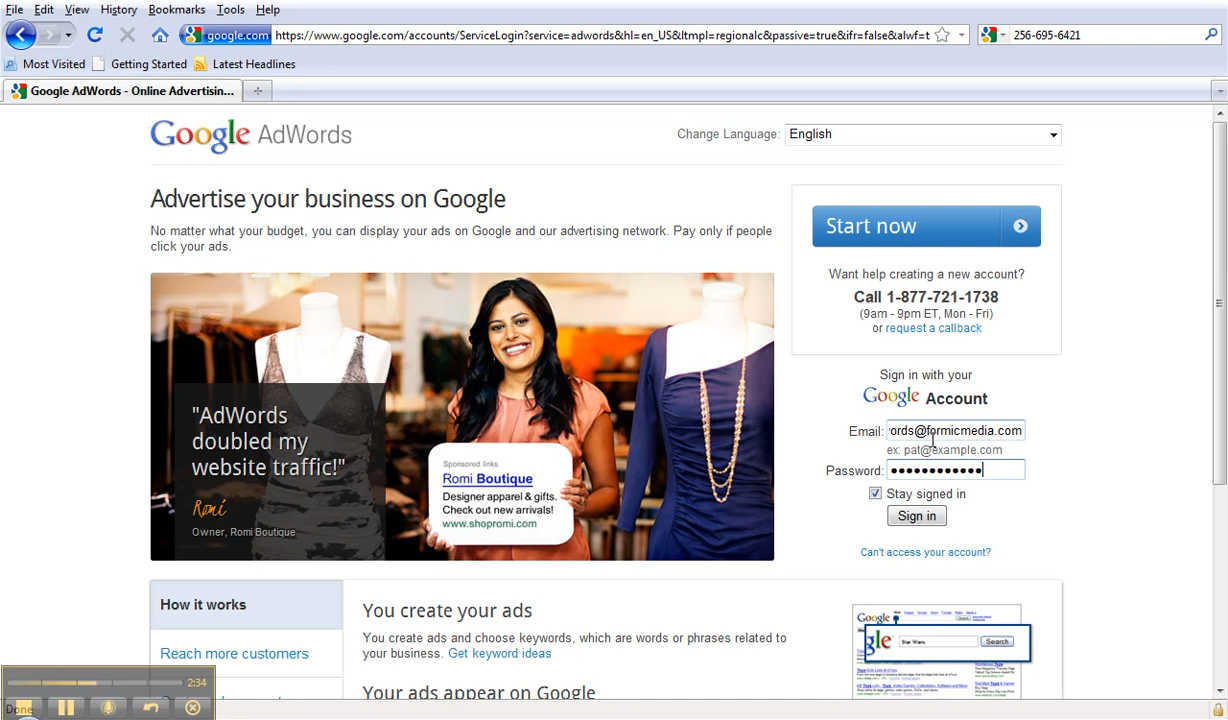 File Edit View History Bookmarks Tools Help
google.com https://www.google.com/accounts/ServiceLogin?service=adwords&hl=en_US&ltmpl=regionalc&passive=true&ifr=false&alwf=t
256-695-6421
Most Visited Getting Started Latest Headlines
Google AdWords - Online Advertisin...
Google AdWords
Change Language: English
Advertise your business on Google
No matter what your budget, you can display your ads on Google and our advertising network. Pay only if people
click your ads.
"AdWords
doubled my
website traffic!"
Romi
Owner, Romi Boutique
Sponsored links
Romi Boutique
Designer apparel & gifts.
Check out new arrivals!
www.shopromi.com
Start now
Want help creating a new account?
Call 1-877-721-1738
(9am - 9pm ET, Mon - Fri)
or request a callback
Sign in with your
Google Account
Email: ords@formicmedia.com
ex: pat@example.com
Password: ●●●●●●●●●●●●
Stay signed in
Sign in
Can't access your account?
How it works
Reach more customers
You create your ads
You create ads and choose keywords, which are words or phrases related to
your business. Get keyword ideas
Your ads appear on Google
Google
gle
Search
2:34
Done